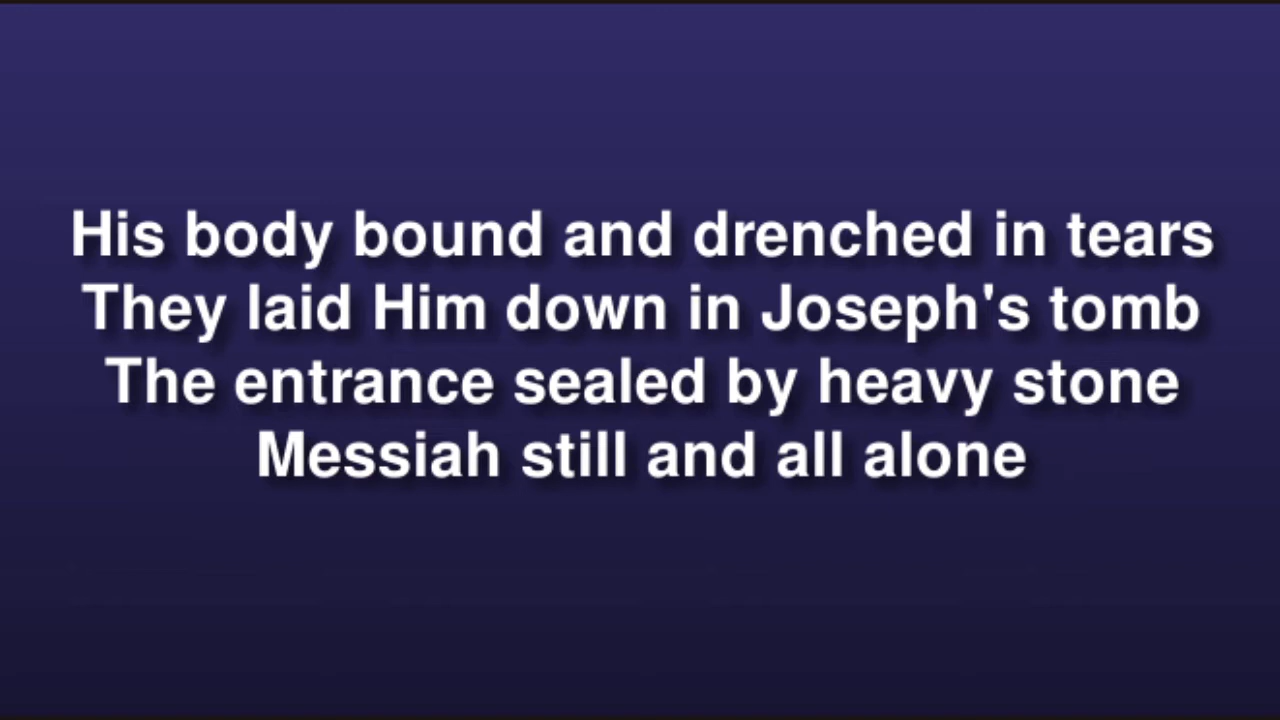 His body bound and drenched in tears
They laid Him down in Joseph's tomb
The entrance sealed by heavy stone
Messiah still and all alone